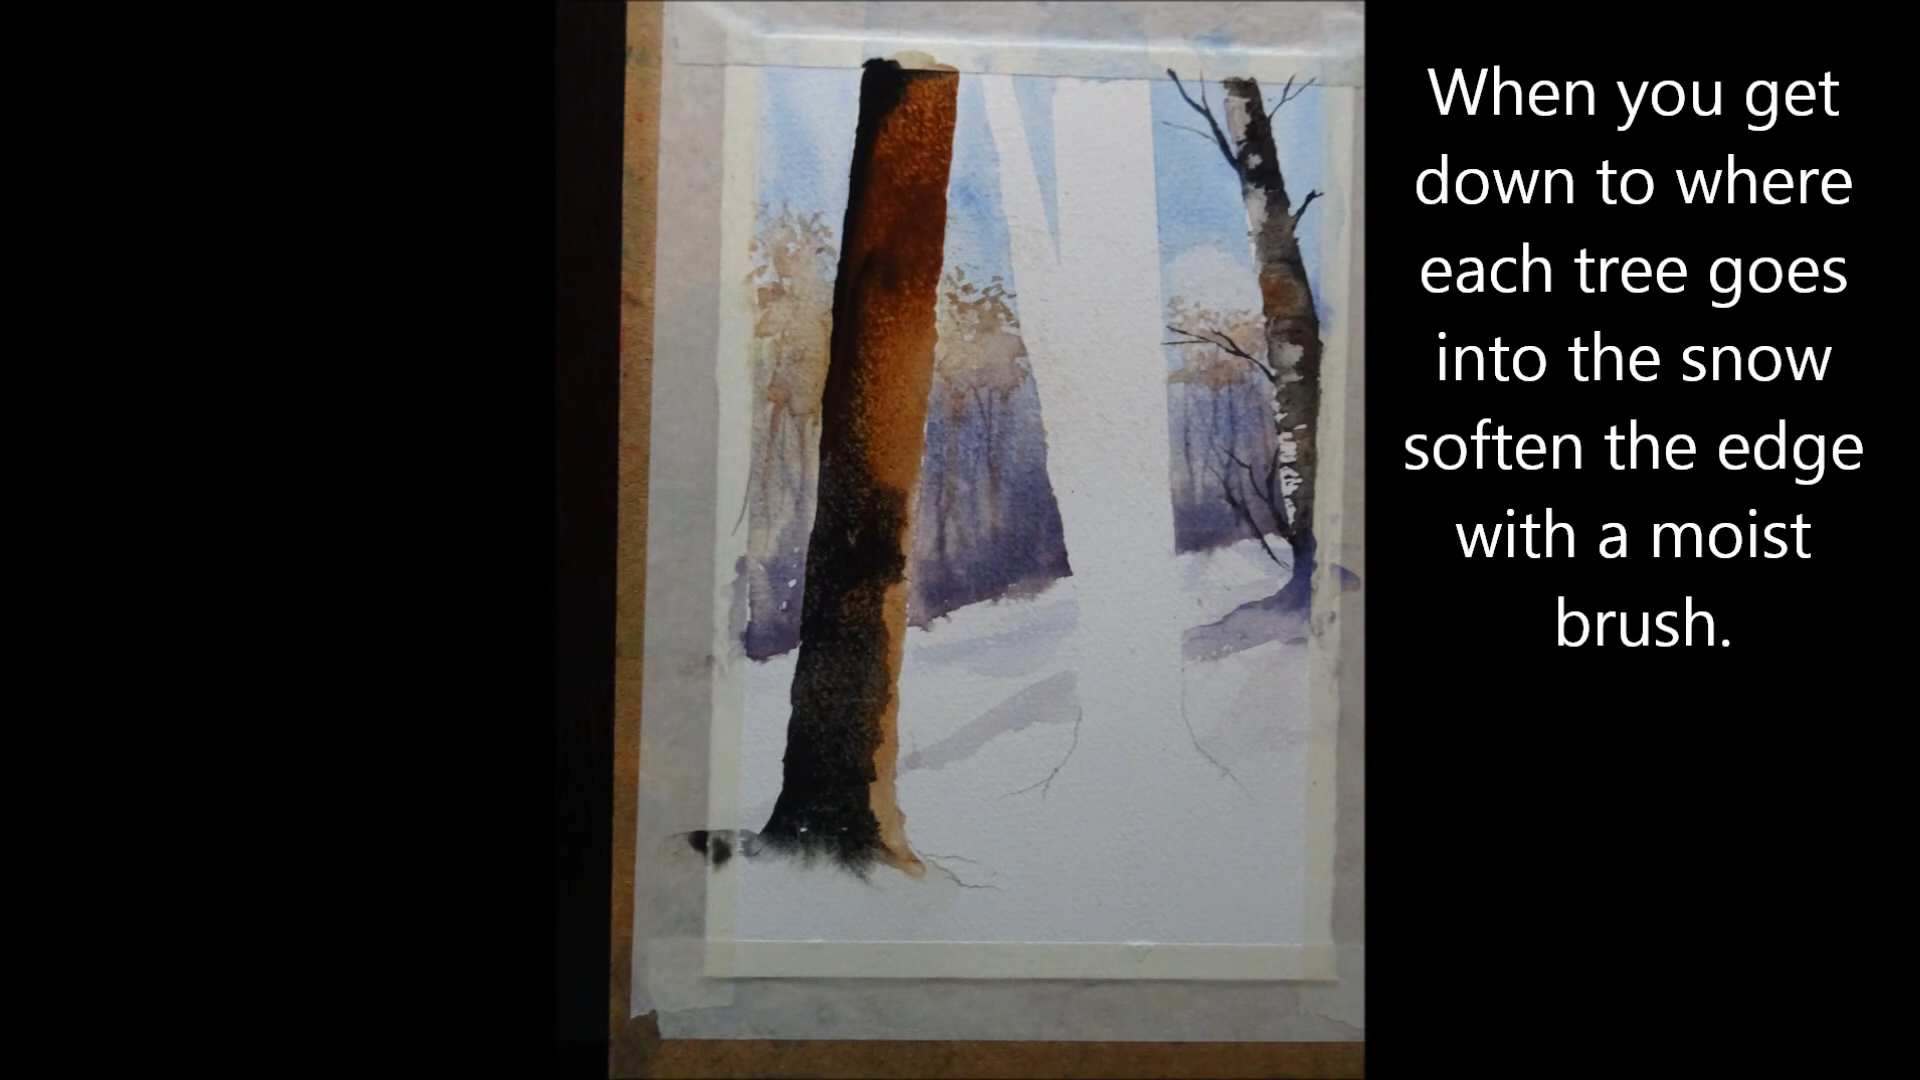 When you get
down to where
each tree goes
into the snow
soften the edge
with a moist
brush.